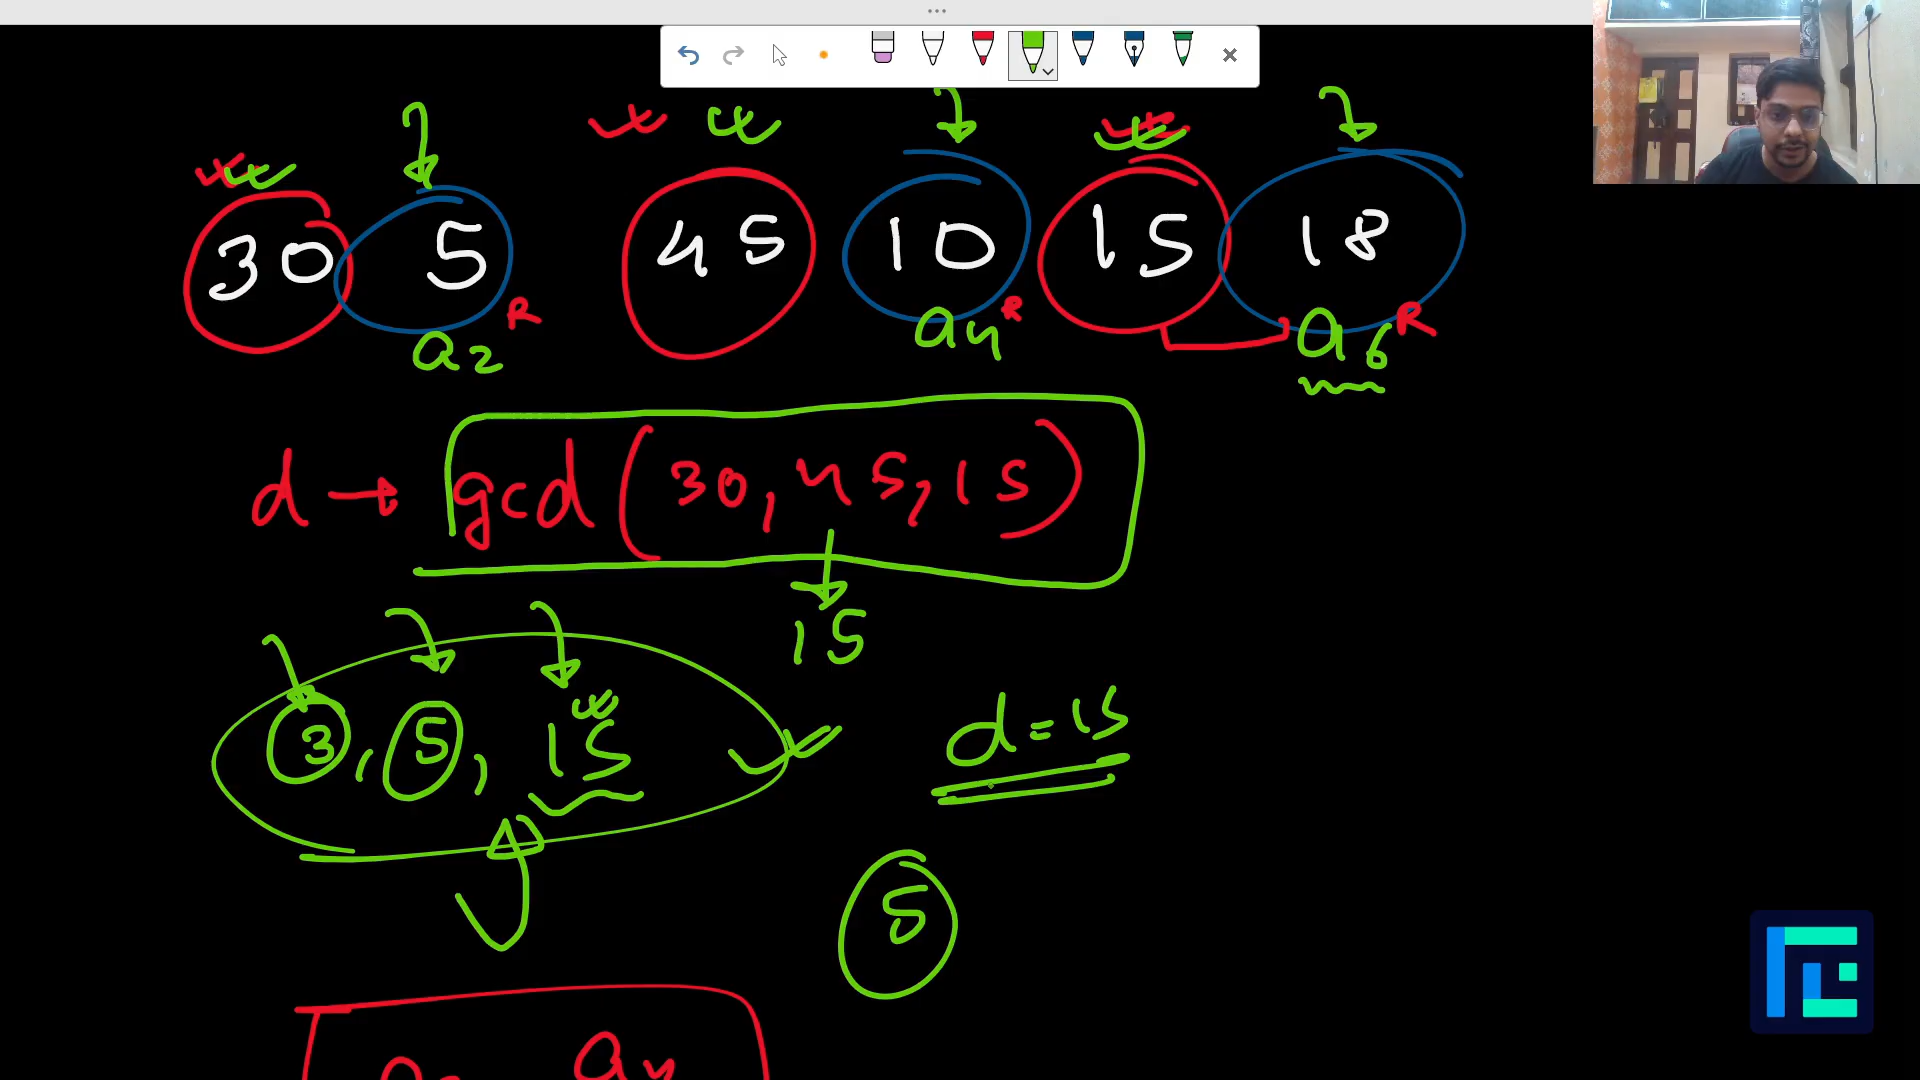 30 5 45 10 15 18
a2 R a4 R a6 R
d → gcd(30, 45, 15)
15
3, 5, 15
d = 15
5